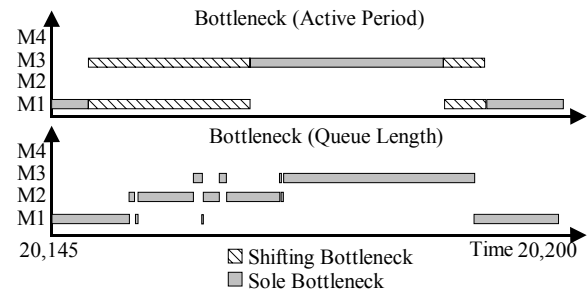 Bottleneck (Active Period)
M4
M3
M2
M1
Bottleneck (Queue Length)
M4
M3
M2
M1
20,145
Time 20,200
Shifting Bottleneck
Sole Bottleneck